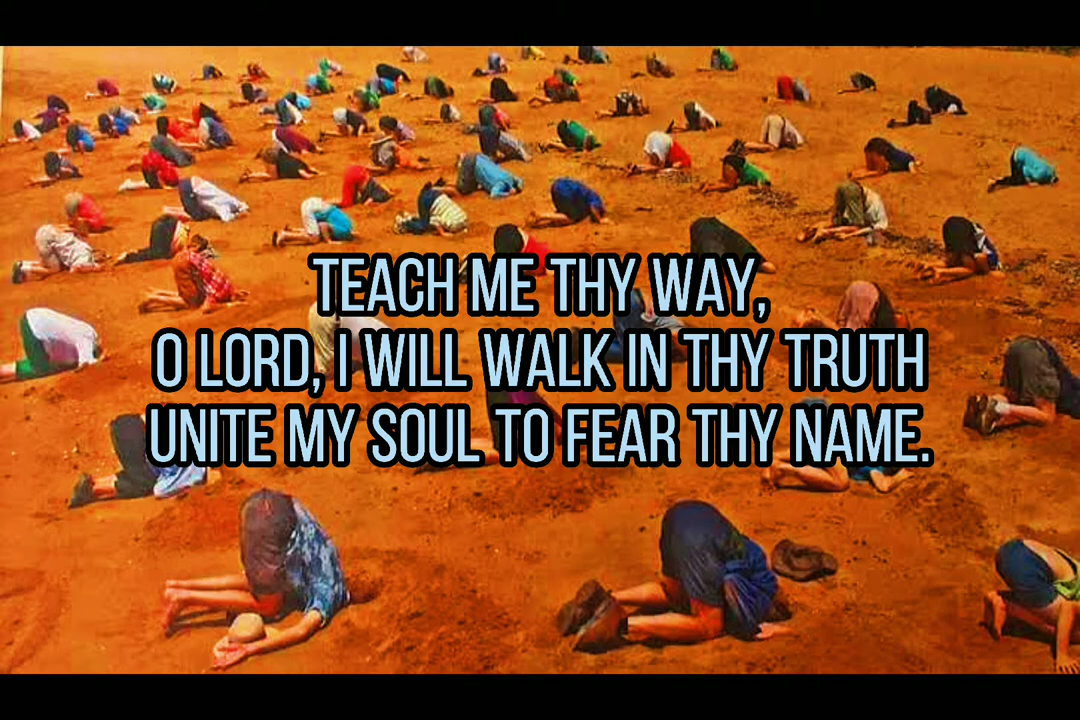 TEACH ME THY WAY,
O LORD, I WILL WALK IN THY TRUTH
UNITE MY SOUL TO FEAR THY NAME.